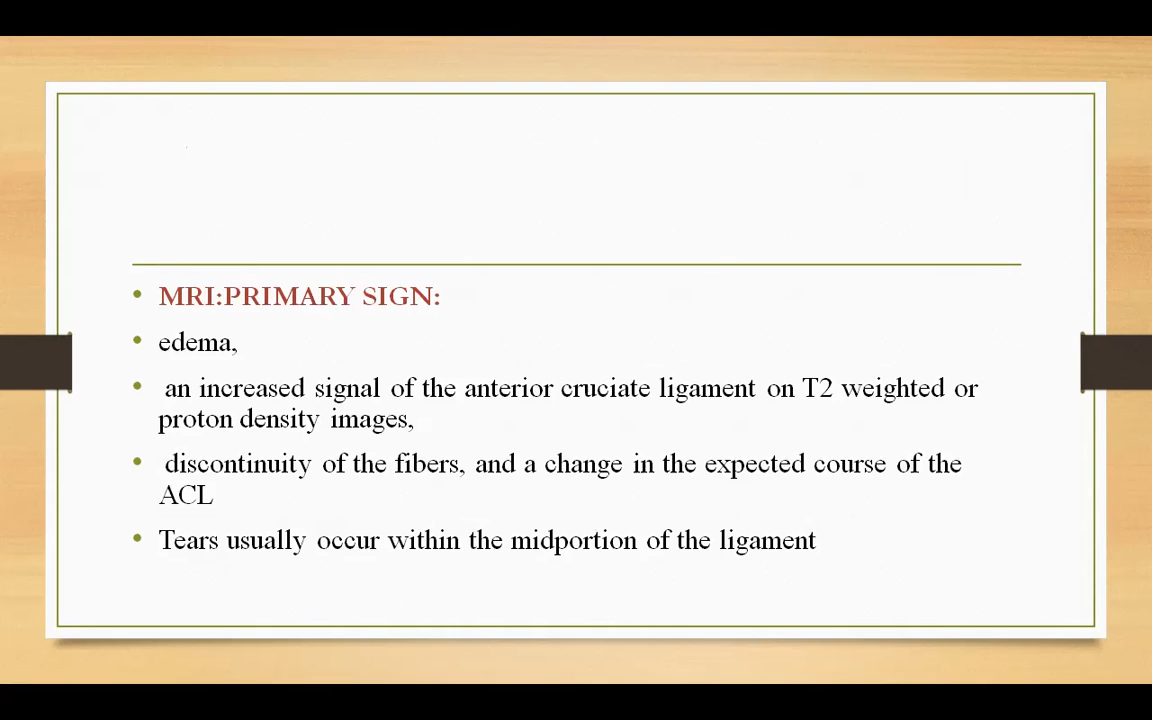 • MRI:PRIMARY SIGN:
• edema,
• an increased signal of the anterior cruciate ligament on T2 weighted or
proton density images,
• discontinuity of the fibers, and a change in the expected course of the
ACL
• Tears usually occur within the midportion of the ligament